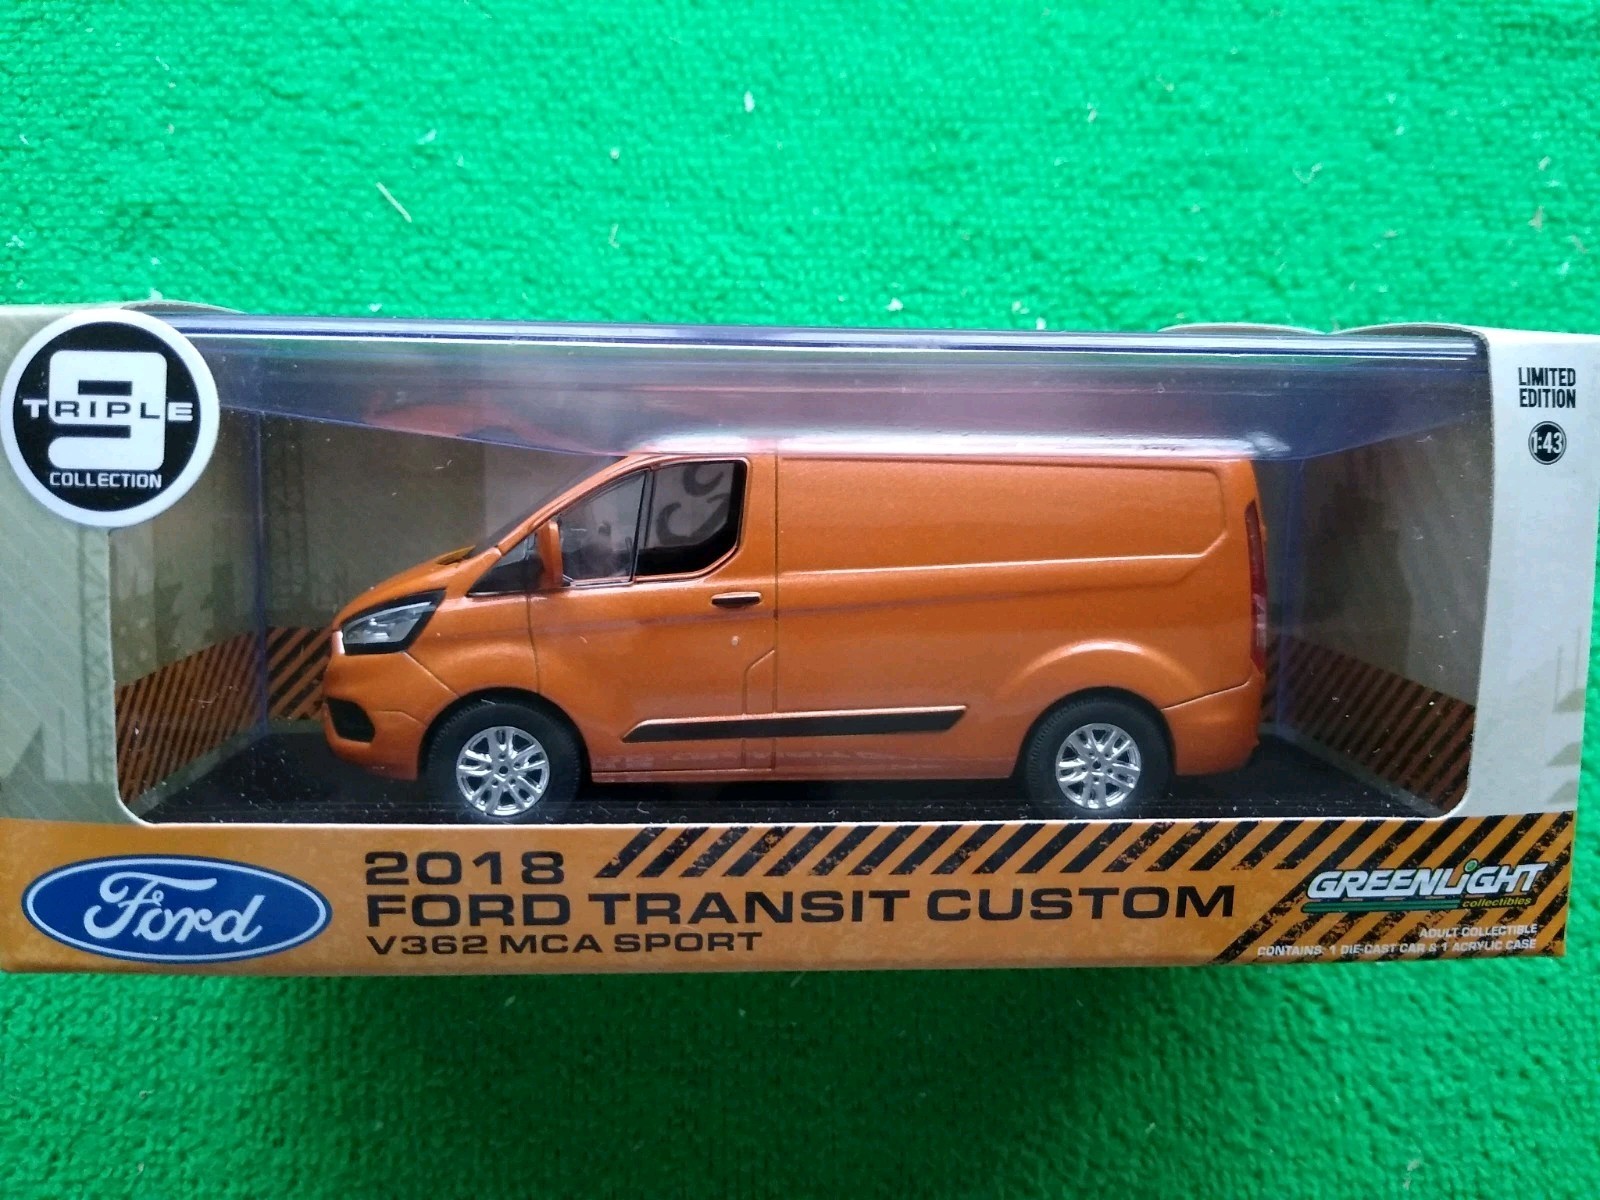 TRIPLE
9
COLLECTION
LIMITED
EDITION
1:43
Ford
2018
FORD TRANSIT CUSTOM
V362 MCA SPORT
GREENLIGHT
collectibles
ADULT COLLECTIBLE
CONTAINS: 1 DIE-CAST CAR & 1 ACRYLIC CASE